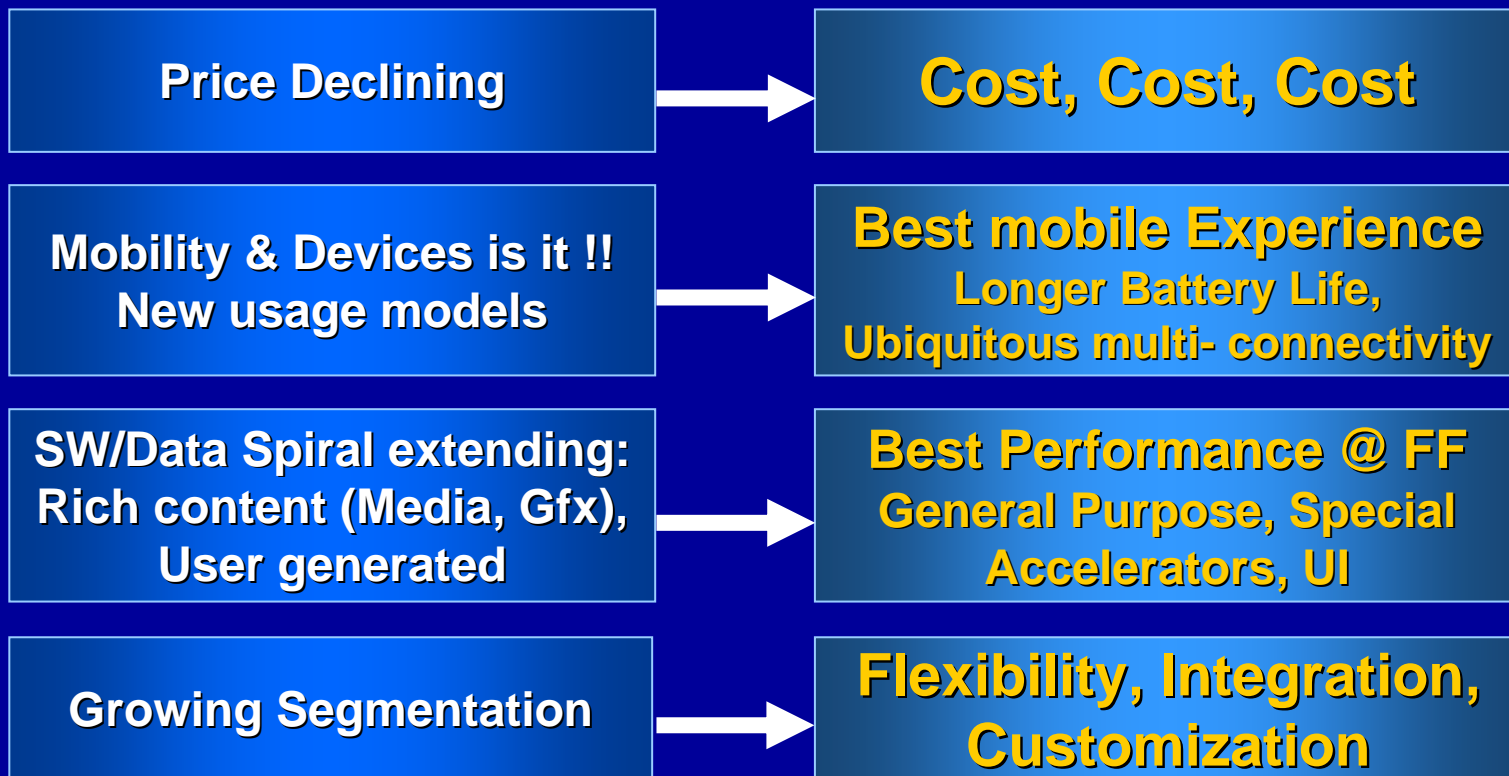 Price Declining
Cost, Cost, Cost
Mobility & Devices is it !!
New usage models
Best mobile Experience
Longer Battery Life,
Ubiquitous multi- connectivity
SW/Data Spiral extending:
Rich content (Media, Gfx),
User generated
Best Performance @ FF
General Purpose, Special
Accelerators, UI
Growing Segmentation
Flexibility, Integration,
Customization